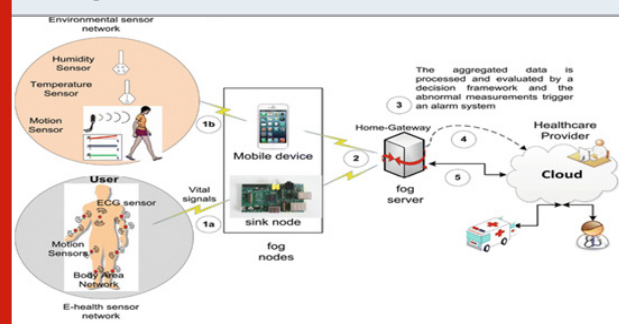 Environmental sensor
network
Humidity
Sensor
Temperature
Sensor
Motion
Sensor
1b
Mobile device
sink node
fog
nodes
User
ECG sensor
Motion
Sensors
Body Area
Network
E-health sensor
network
Vital
signals
1a
2
The aggregated data is
processed and evaluated by a
decision framework and the
abnormal measurements trigger
an alarm system
3
Home-Gateway
4
5
fog
server
Healthcare
Provider
Cloud